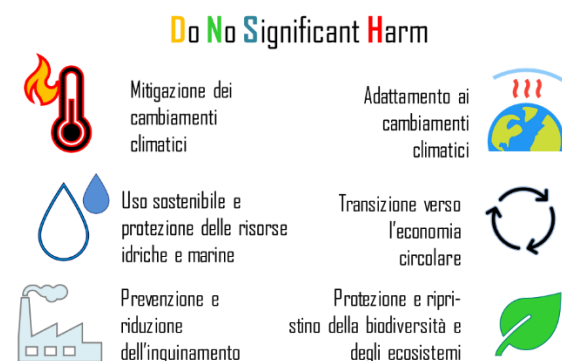 Do No Significant Harm
Mitigazione dei
cambiamenti
climatici
Adattamento ai
cambiamenti
climatici
Uso sostenibile e
protezione delle risorse
idriche e marine
Transizione verso
l'economia
circolare
Prevenzione e
riduzione
dell'inquinamento
Protezione e ripri-
stino della biodiversità e
degli ecosistemi